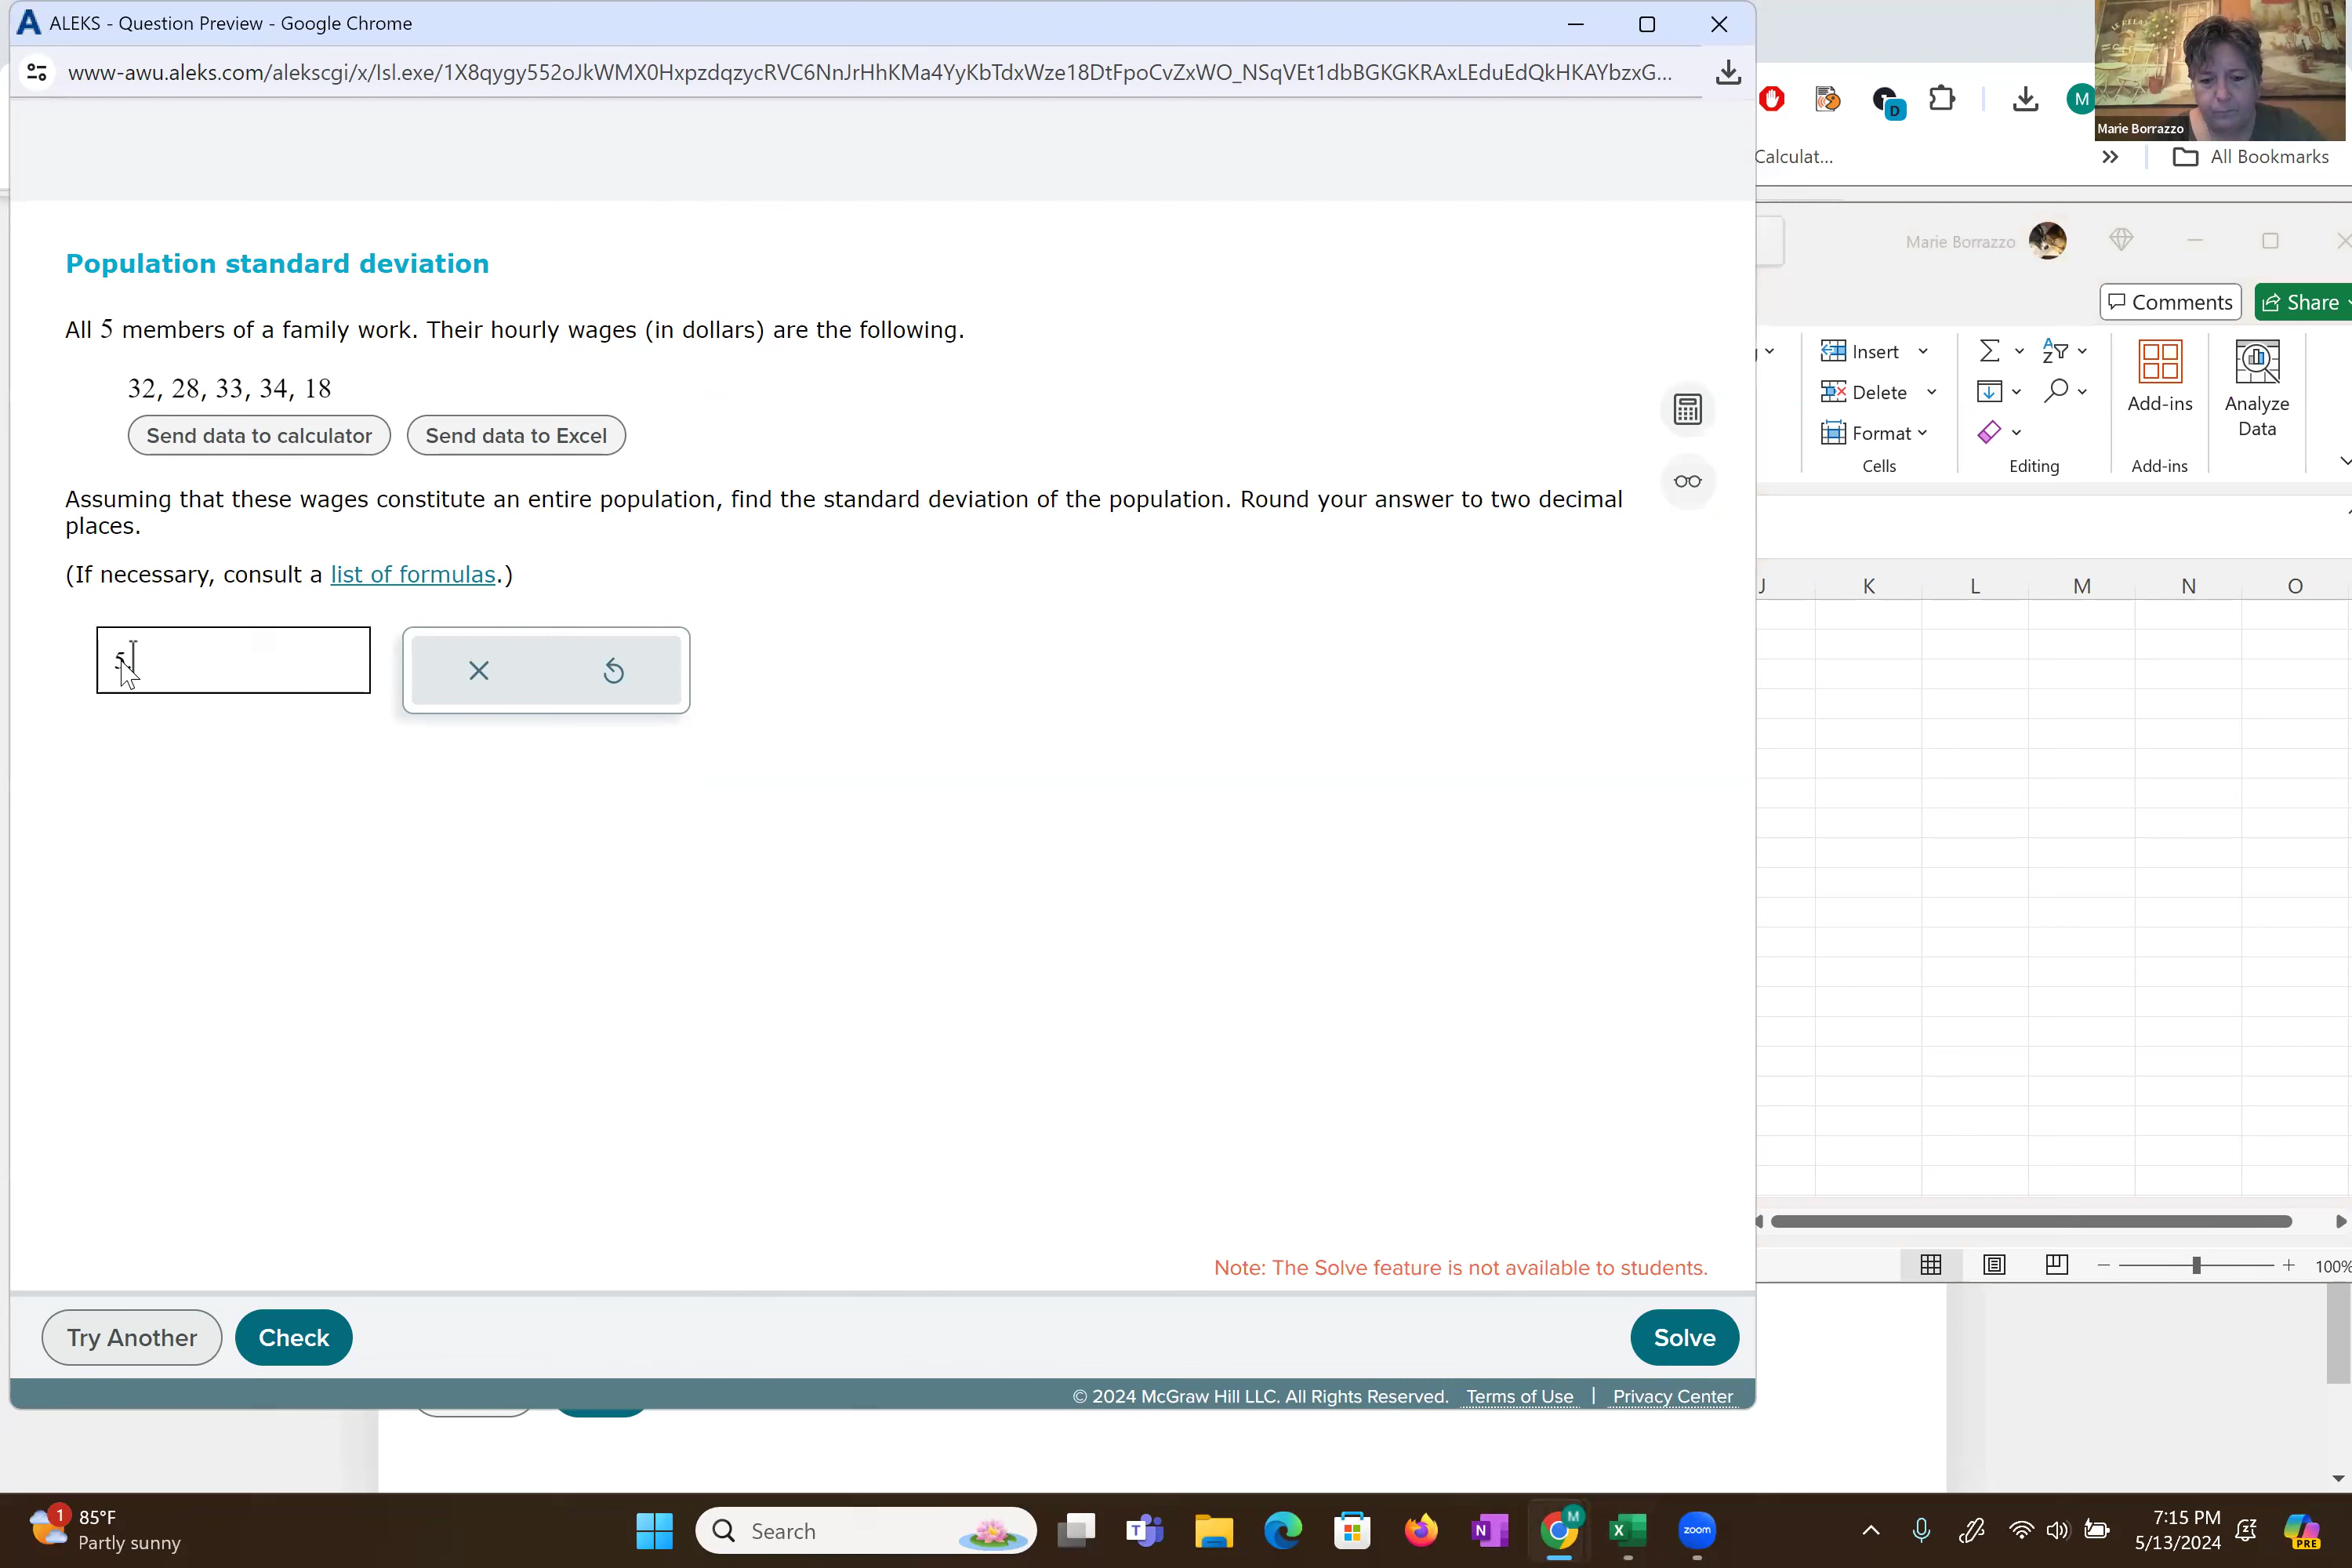 ALEKS - Question Preview - Google Chrome
www-awu.aleks.com/alekscgi/x/Isl.exe/1X8qygy552oJkWMX0HxpzdqzycRVC6NnJrHhKMa4YyKbTdxWze18DtFpoCvZxWO_NSqVEt1dbBGKGKRAxLEduEdQkHKAYbzxG...
D
M
Marie Borrazzo
Calculat...
All Bookmarks
Population standard deviation
All 5 members of a family work. Their hourly wages (in dollars) are the following.
32, 28, 33, 34, 18
Send data to calculator
Send data to Excel
Assuming that these wages constitute an entire population, find the standard deviation of the population. Round your answer to two decimal
places.
(If necessary, consult a list of formulas.)
5.
Marie Borrazzo
Comments
Share
Insert
Delete
Format
Cells
Editing
Add-ins
Add-ins
Analyze
Data
J K L M N O
100%
Note: The Solve feature is not available to students.
Try Another
Check
Solve
© 2024 McGraw Hill LLC. All Rights Reserved. Terms of Use | Privacy Center
1
85°F
Partly sunny
Search
zoom
7:15 PM
5/13/2024
PRE